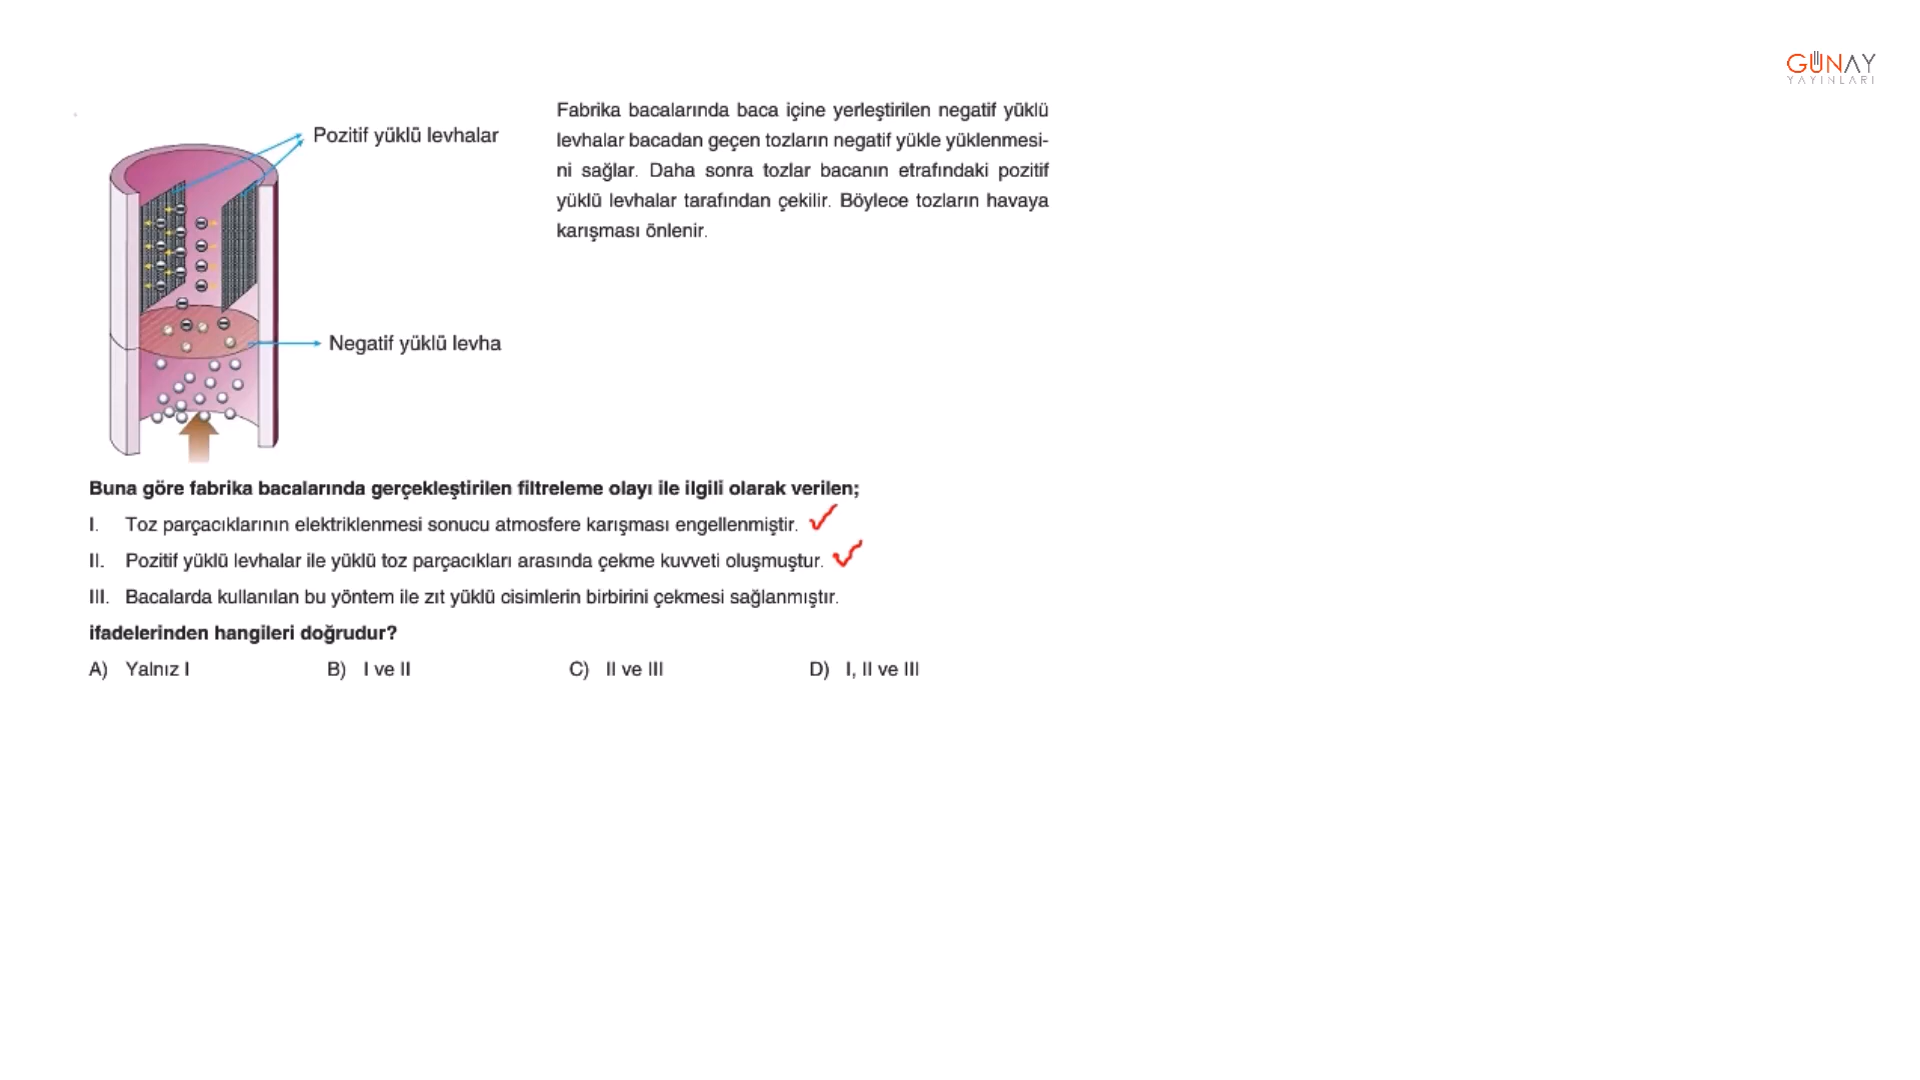 GÜNAY
YAYINLARI
Pozitif yüklü levhalar
Negatif yüklü levha
Fabrika bacalarında baca içine yerleştirilen negatif yüklü
levhalar bacadan geçen tozların negatif yükle yüklenmesi-
ni sağlar. Daha sonra tozlar bacanın etrafındaki pozitif
yüklü levhalar tarafından çekilir. Böylece tozların havaya
karışması önlenir.
Buna göre fabrika bacalarında gerçekleştirilen filtreleme olayı ile ilgili olarak verilen;
I. Toz parçacıklarının elektriklenmesi sonucu atmosfere karışması engellenmiştir.
II. Pozitif yüklü levhalar ile yüklü toz parçacıkları arasında çekme kuvveti oluşmuştur.
III. Bacalarda kullanılan bu yöntem ile zıt yüklü cisimlerin birbirini çekmesi sağlanmıştır.
ifadelerinden hangileri doğrudur?
A) Yalnız I B) I ve II C) II ve III D) I, II ve III